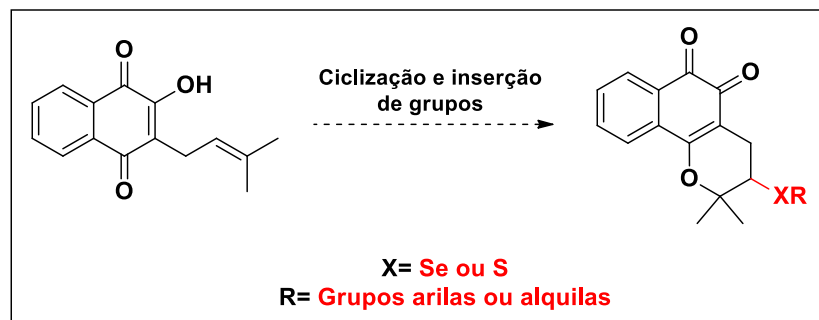 O
OH
O
Ciclização e inserção
de grupos
O
O
O
XR
X= Se ou S
R= Grupos arilas ou alquilas